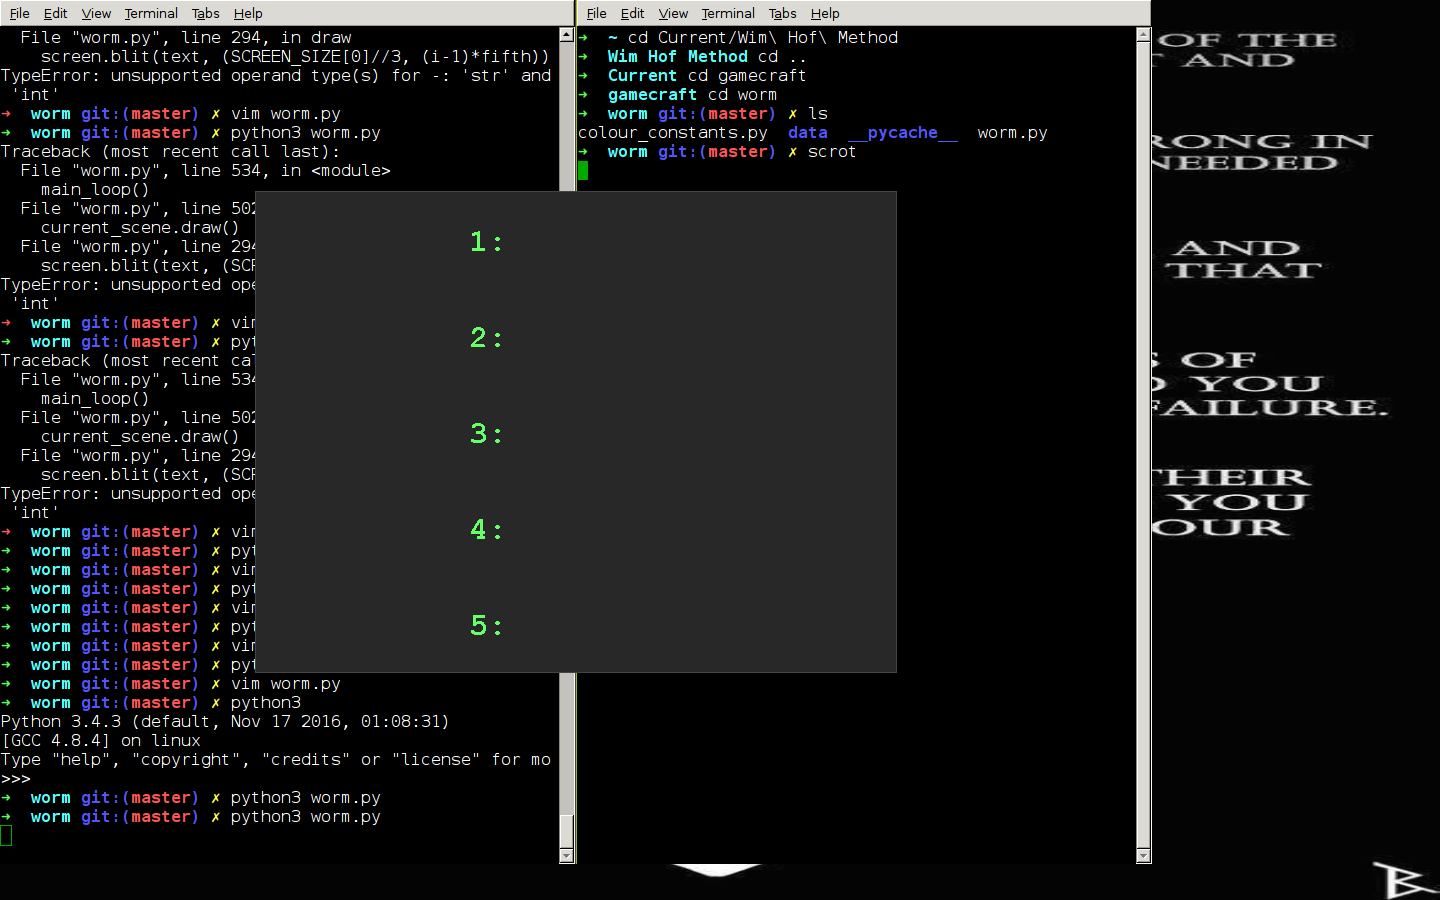 File Edit View Terminal Tabs Help
File "worm.py", line 294, in draw
screen.blit(text, (SCREEN_SIZE[0]//3, (i-1)*fifth))
TypeError: unsupported operand type(s) for -: 'str' and
'int'
➜ worm git:(master) ✗ vim worm.py
➜ worm git:(master) ✗ python3 worm.py
Traceback (most recent call last):
File "worm.py", line 534, in <module>
main_loop()
File "worm.py", line 502
current_scene.draw()
File "worm.py", line 294
screen.blit(text, (SCR
TypeError: unsupported ope
'int'
➜ worm git:(master) ✗ vim
➜ worm git:(master) ✗ pyt
Traceback (most recent cal
File "worm.py", line 534
main_loop()
File "worm.py", line 502
current_scene.draw()
File "worm.py", line 294
screen.blit(text, (SCR
TypeError: unsupported ope
'int'
➜ worm git:(master) ✗ vim
➜ worm git:(master) ✗ pyt
➜ worm git:(master) ✗ vim
➜ worm git:(master) ✗ pyt
➜ worm git:(master) ✗ vim
➜ worm git:(master) ✗ pyt
➜ worm git:(master) ✗ vim
➜ worm git:(master) ✗ pyt
➜ worm git:(master) ✗ vim worm.py
➜ worm git:(master) ✗ python3
Python 3.4.3 (default, Nov 17 2016, 01:08:31)
[GCC 4.8.4] on linux
Type "help", "copyright", "credits" or "license" for mo
>>>
➜ worm git:(master) ✗ python3 worm.py
➜ worm git:(master) ✗ python3 worm.py
File Edit View Terminal Tabs Help
➜ ~ cd Current/Wim\ Hof\ Method
➜ Wim Hof Method cd ..
➜ Current cd gamecraft
➜ gamecraft cd worm
➜ worm git:(master) ✗ ls
colour_constants.py data __pycache__ worm.py
➜ worm git:(master) ✗ scrot
1:
2:
3:
4:
5:
OF THE
AND
RONG IN
NEEDED
AND
THAT
S OF
YOU
FAILURE.
THEIR
YOU
OUR